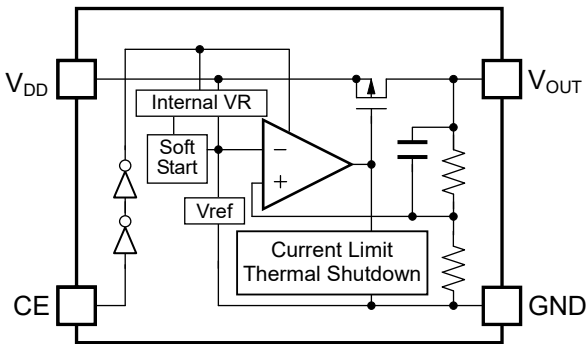 V_DD
V_OUT
Internal VR
Soft
Start
−
+
Vref
Current Limit
Thermal Shutdown
CE
GND